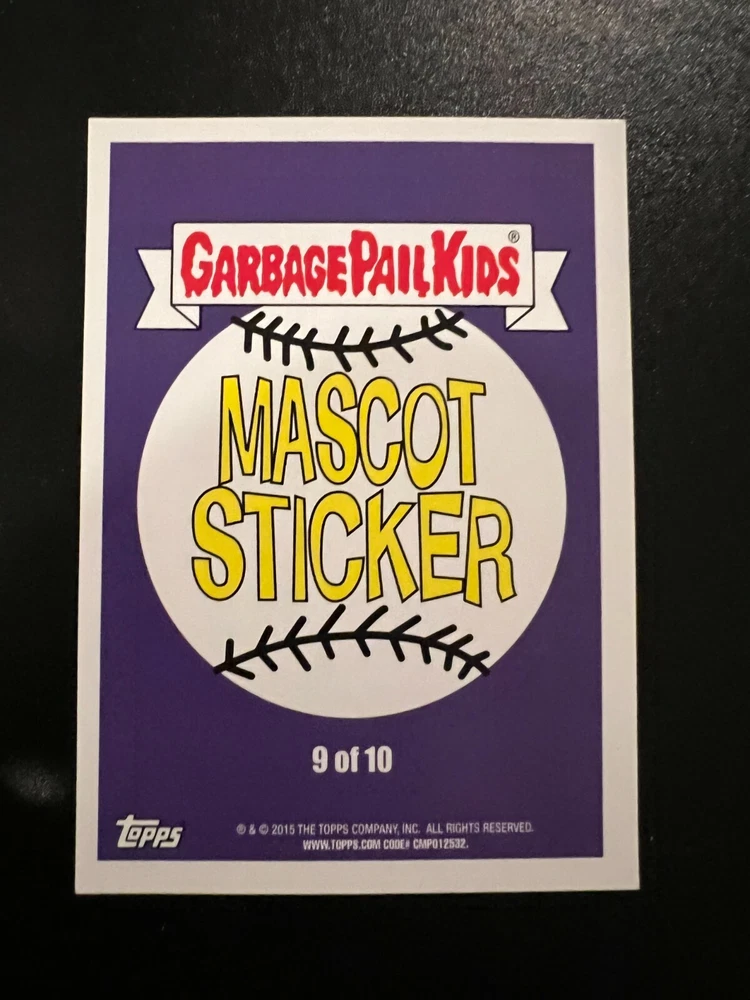 GARBAGE PAIL KIDS®
MASCOT
STICKER
9 of 10
TOPPS
® & © 2015 THE TOPPS COMPANY, INC. ALL RIGHTS RESERVED.
WWW.TOPPS.COM CODE# CMP012532.